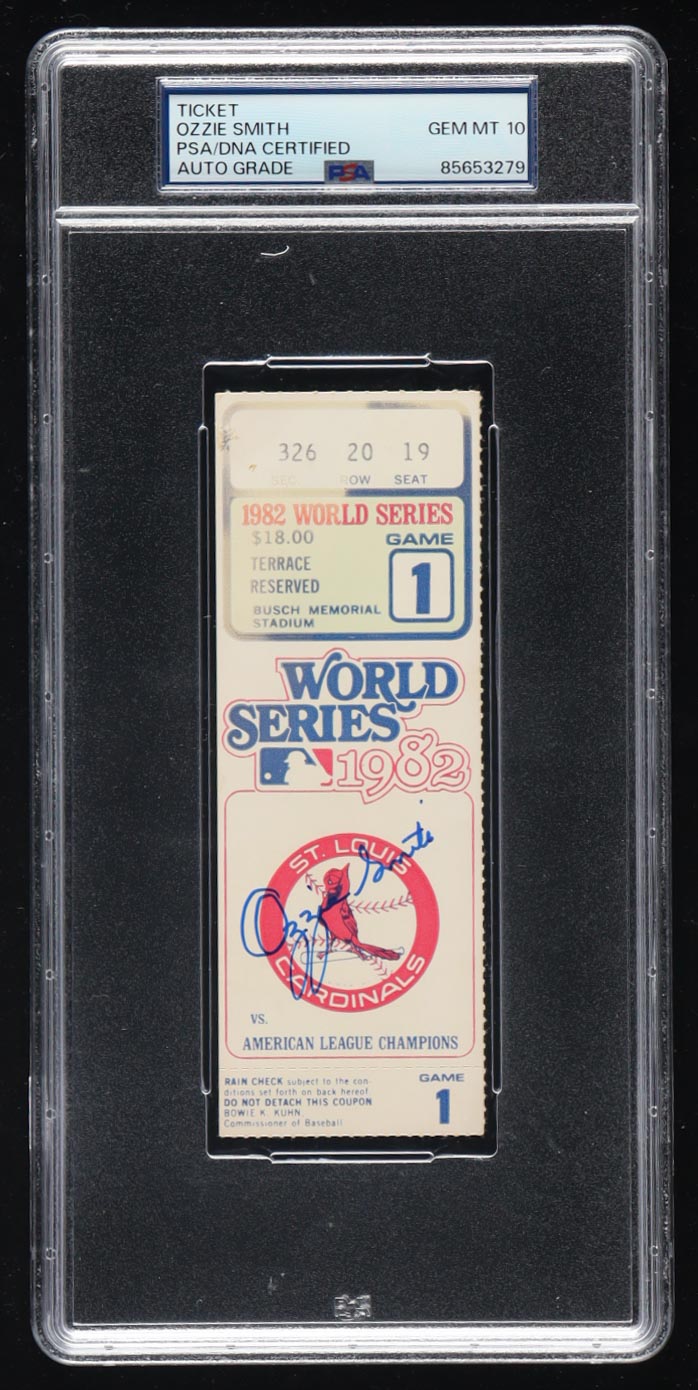 TICKET
OZZIE SMITH GEM MT 10
PSA/DNA CERTIFIED
AUTO GRADE PSA 85653279
326 20 19
SEC. ROW SEAT
1982 WORLD SERIES
$18.00 GAME
TERRACE
RESERVED 1
BUSCH MEMORIAL
STADIUM
WORLD
SERIES
1982
ST. LOUIS
Ozzie Smith
CARDINALS
VS.
AMERICAN LEAGUE CHAMPIONS
RAIN CHECK subject to the con- GAME
ditions set forth on back hereof.
DO NOT DETACH THIS COUPON 1
BOWIE K. KUHN
Commissioner of Baseball